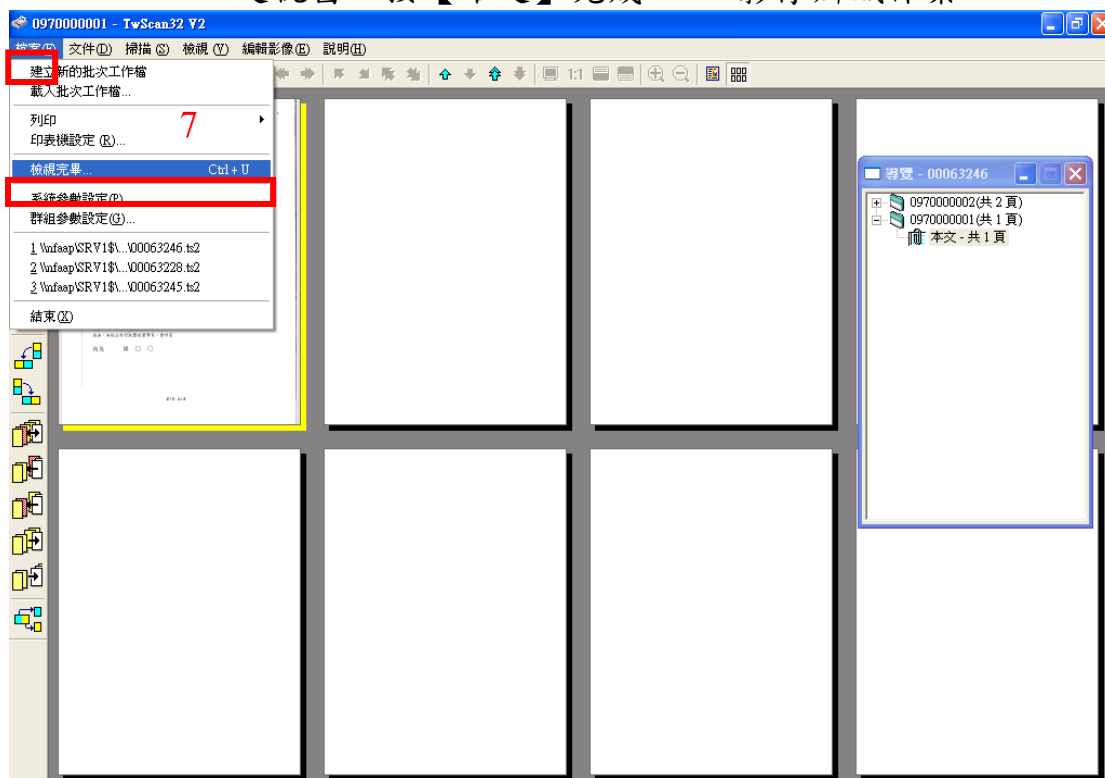 0970000001 - TwScan32 V2
檔案(F) 文件(D) 掃描(S) 檢視(V) 編輯影像(E) 說明(H)
建立新的批次工作檔
載入批次工作檔...
列印
7
印表機設定 (R)...
檢視完畢... Ctrl + U
系統參數設定(P)...
群組參數設定(G)...
1 \\nfaap\SRV1$\...\00063246.ts2
2 \\nfaap\SRV1$\...\00063228.ts2
3 \\nfaap\SRV1$\...\00063245.ts2
結束(X)
1:1
導覽 - 00063246
0970000002(共 2 頁)
0970000001(共 1 頁)
本文 - 共 1 頁